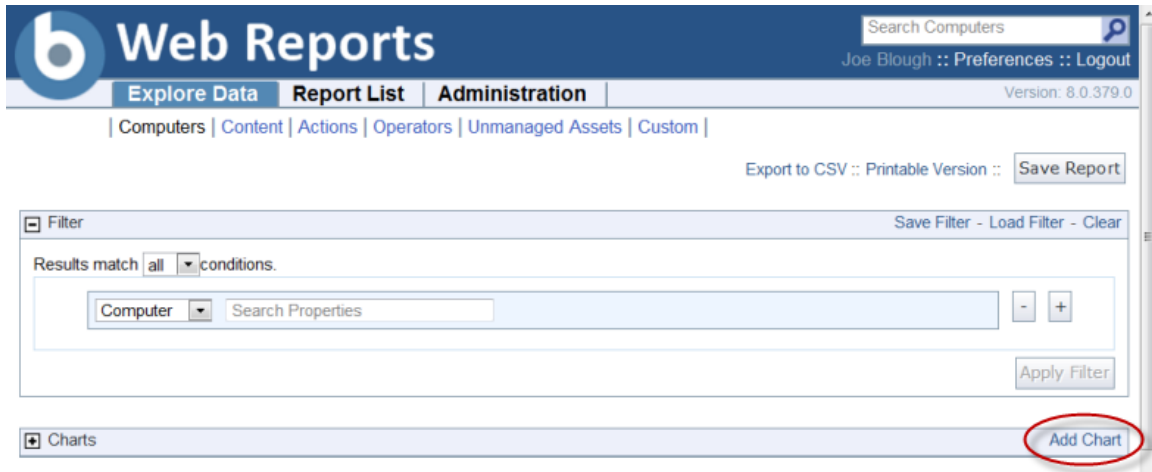 b Web Reports
Search Computers
Joe Blough :: Preferences :: Logout
Explore Data | Report List | Administration |
Version: 8.0.379.0
| Computers | Content | Actions | Operators | Unmanaged Assets | Custom |
Export to CSV :: Printable Version :: Save Report
Filter
Save Filter - Load Filter - Clear
Results match all conditions.
Computer Search Properties - +
Apply Filter
Charts
Add Chart